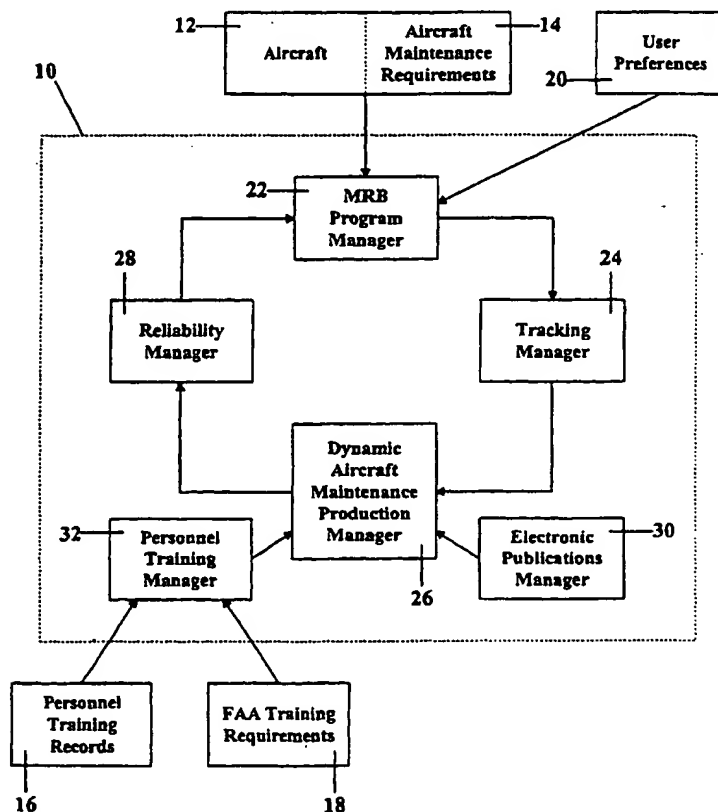 12
Aircraft
Aircraft
Maintenance
Requirements
14
User
Preferences
20
10
22
MRB
Program
Manager
28
Reliability
Manager
24
Tracking
Manager
Dynamic
Aircraft
Maintenance
Production
Manager
26
32
Personnel
Training
Manager
Electronic
Publications
Manager
30
Personnel
Training
Records
16
FAA Training
Requirements
18